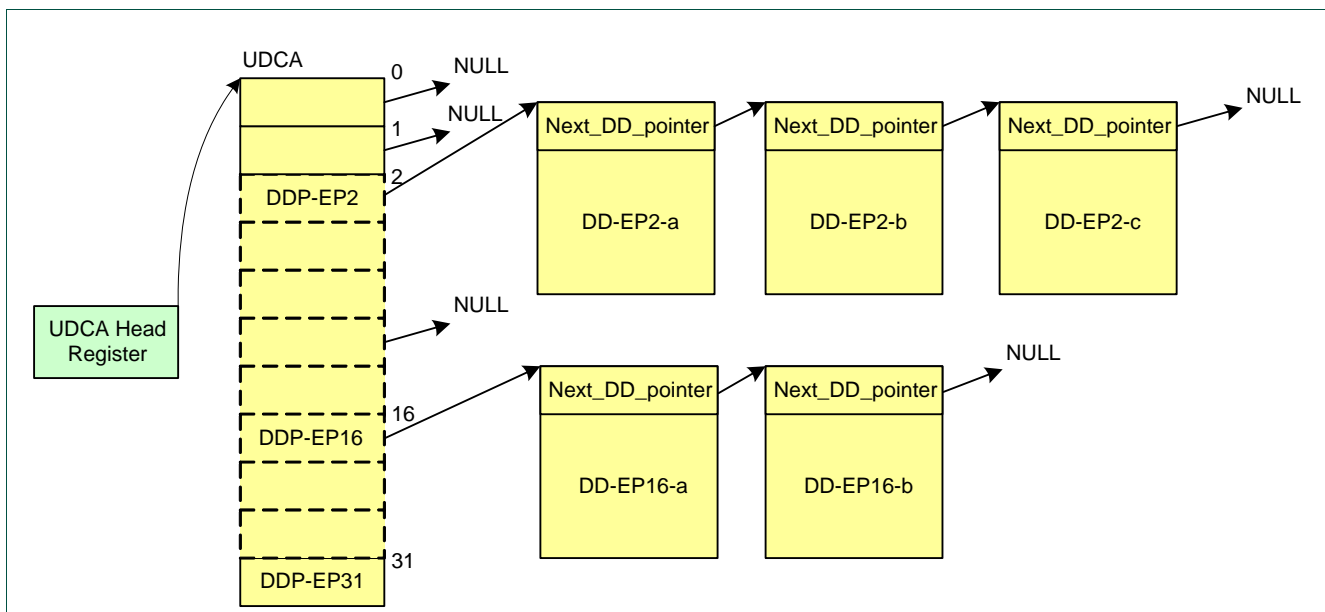 UDCA
0
NULL
NULL
1
2
DDP-EP2
Next_DD_pointer
Next_DD_pointer
Next_DD_pointer
NULL
DD-EP2-a
DD-EP2-b
DD-EP2-c
UDCA Head
Register
NULL
NULL
16
DDP-EP16
Next_DD_pointer
Next_DD_pointer
DD-EP16-a
DD-EP16-b
31
DDP-EP31